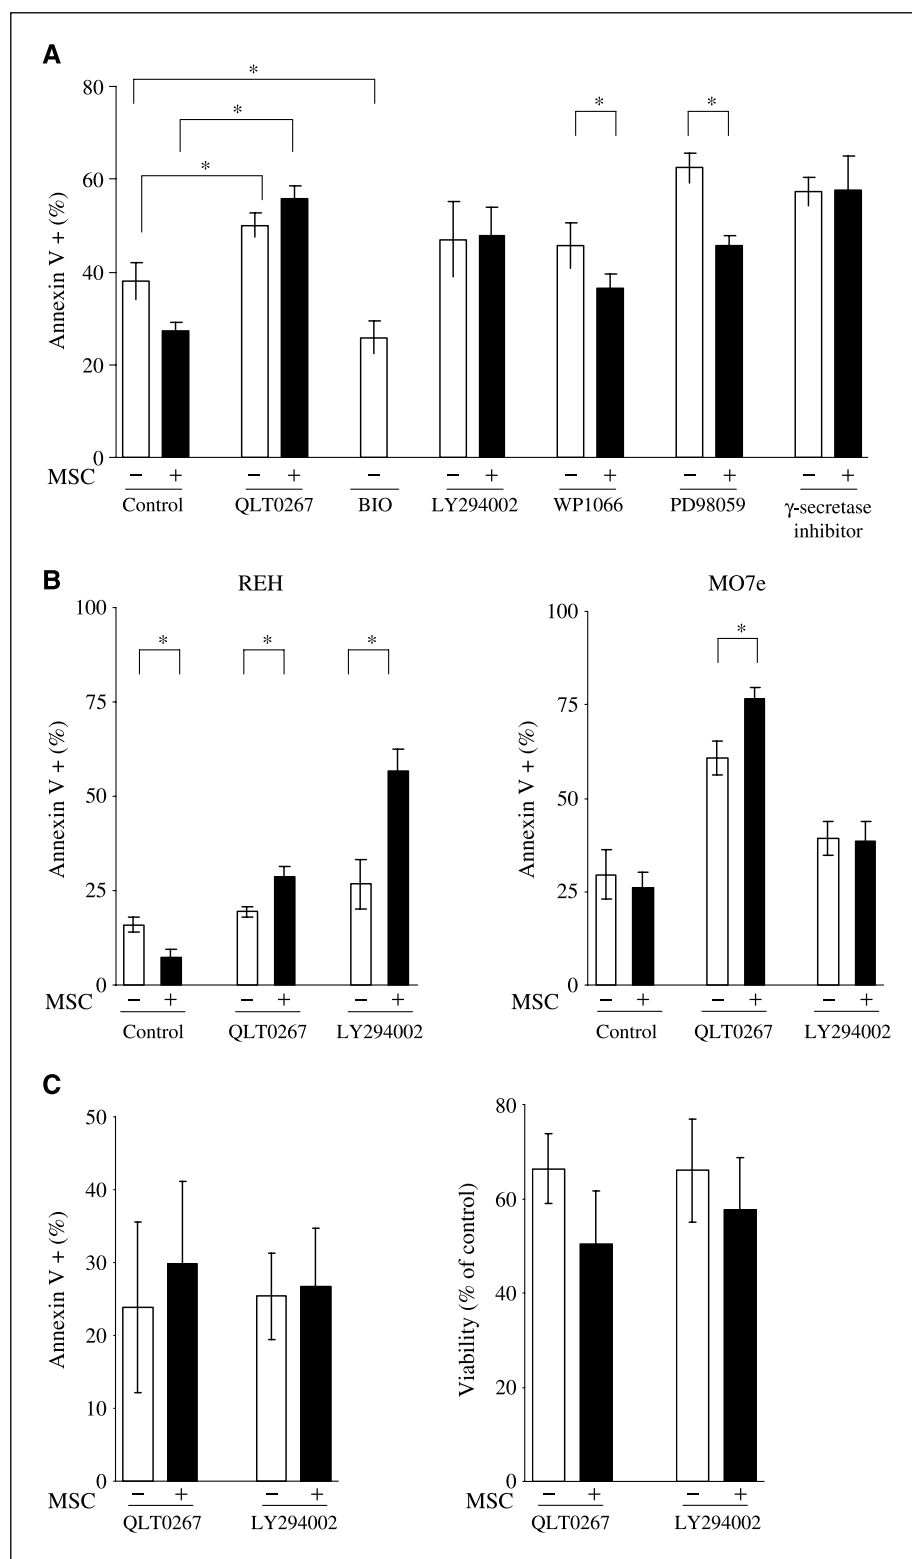 A
*
80
*
*
*
*
60
40
20
0
Annexin V + (%)
MSC − + − + − − + − + − + − +
Control QLT0267 BIO LY294002 WP1066 PD98059 γ-secretase
inhibitor
B
REH
100
*
*
*
75
50
25
0
Annexin V + (%)
MSC − + − + − +
Control QLT0267 LY294002
MO7e
100
*
75
50
25
0
Annexin V + (%)
MSC − + − + − +
Control QLT0267 LY294002
C
50
40
30
20
10
0
Annexin V + (%)
MSC − + − +
QLT0267 LY294002
80
60
40
20
0
Viability (% of control)
MSC − + − +
QLT0267 LY294002